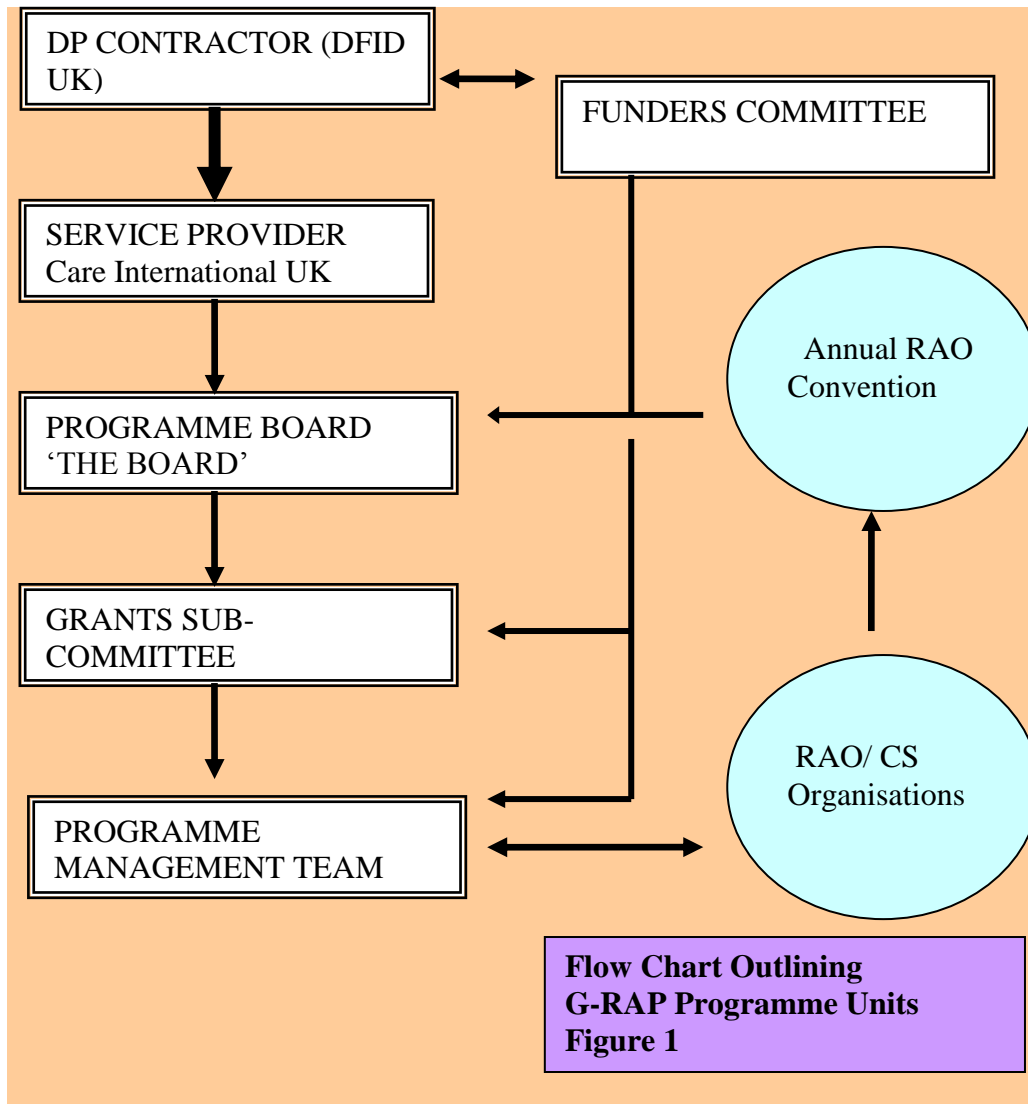 DP CONTRACTOR (DFID
UK)
FUNDERS COMMITTEE
SERVICE PROVIDER
Care International UK
Annual RAO
Convention
PROGRAMME BOARD
‘THE BOARD’
GRANTS SUB-
COMMITTEE
RAO/ CS
Organisations
PROGRAMME
MANAGEMENT TEAM
Flow Chart Outlining
G-RAP Programme Units
Figure 1